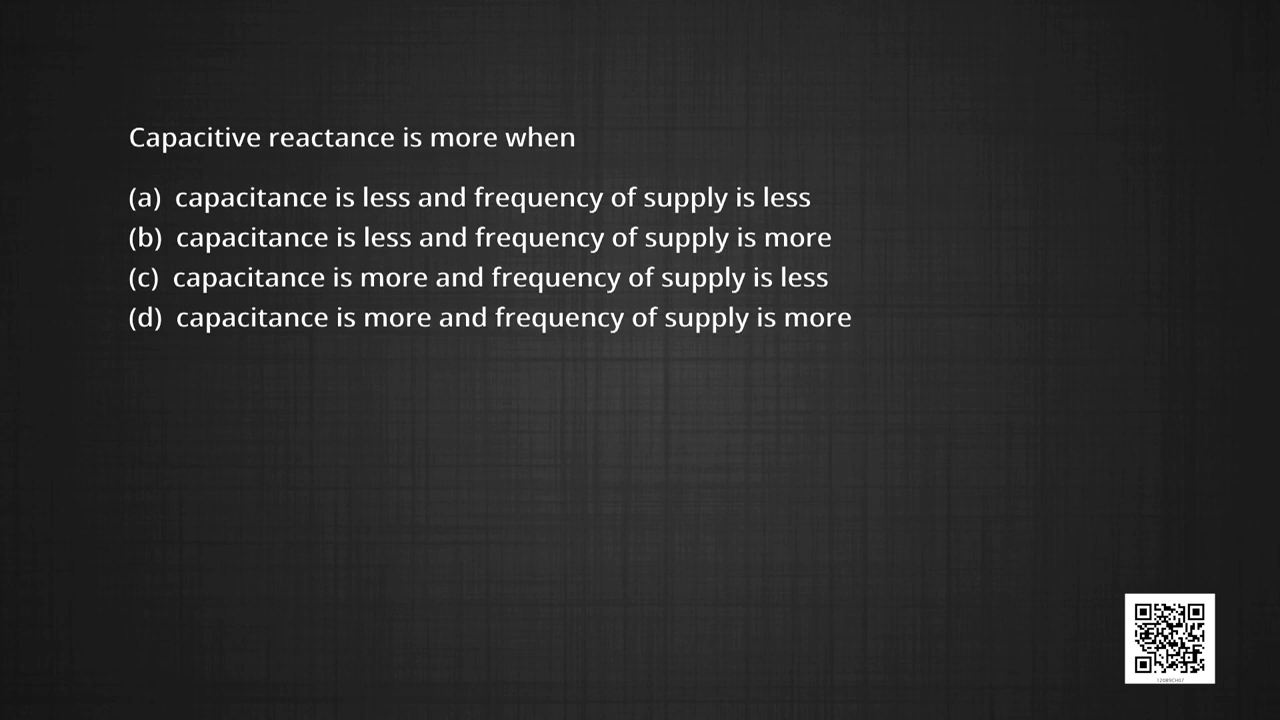 Capacitive reactance is more when
(a) capacitance is less and frequency of supply is less
(b) capacitance is less and frequency of supply is more
(c) capacitance is more and frequency of supply is less
(d) capacitance is more and frequency of supply is more
12089CH07